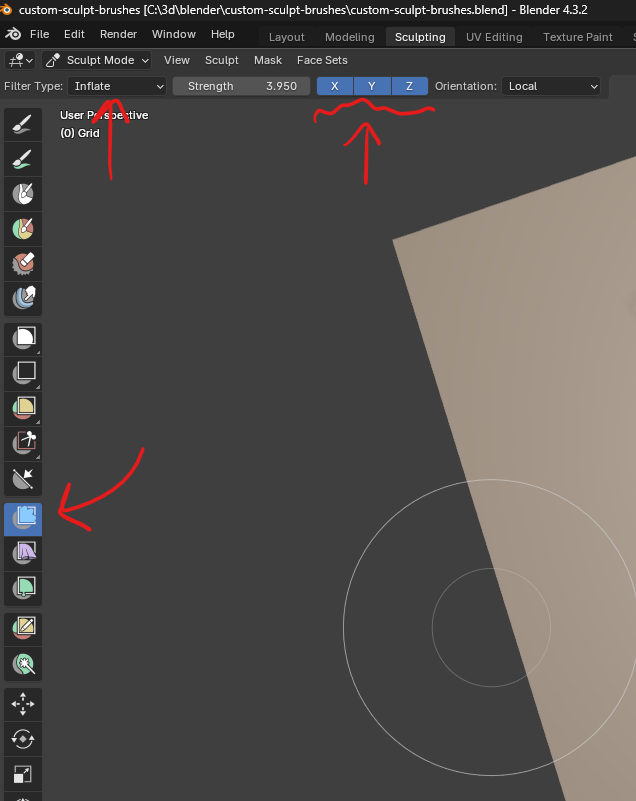 custom-sculpt-brushes [C:\3d\blender\custom-sculpt-brushes\custom-sculpt-brushes.blend] - Blender 4.3.2
File Edit Render Window Help Layout Modeling Sculpting UV Editing Texture Paint
Sculpt Mode View Sculpt Mask Face Sets
Filter Type: Inflate Strength 3.950 X Y Z Orientation: Local
User Perspective
(0) Grid